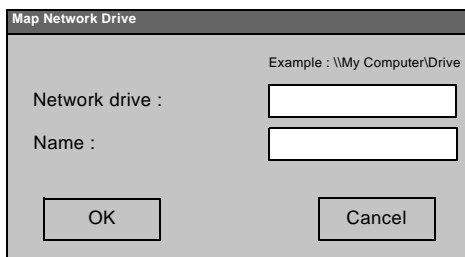 Map Network Drive
Example : \\My Computer\Drive
Network drive :
Name :
OK
Cancel